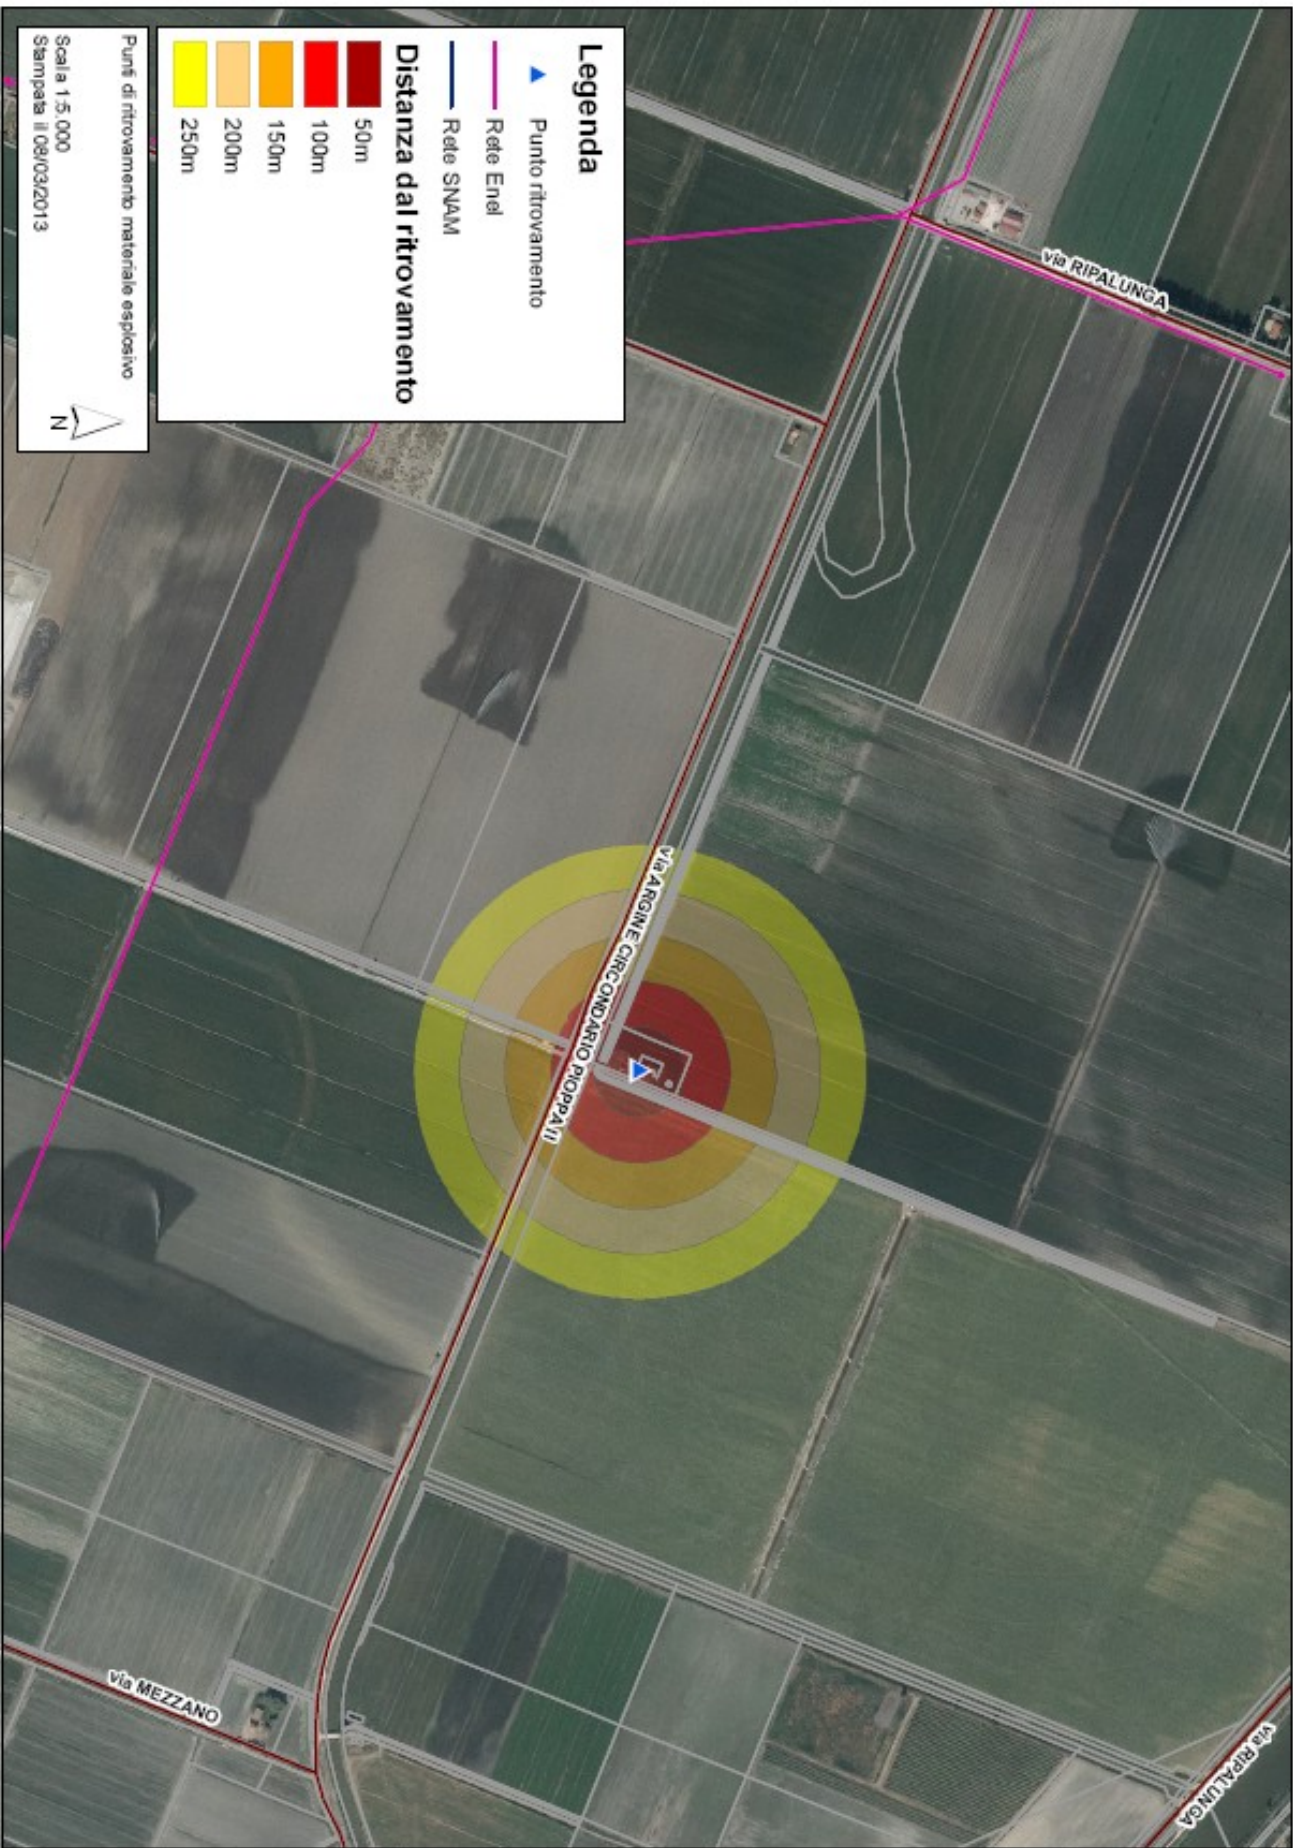 Legenda
Punto ritrovamento
Rete Enel
Rete SNAM
Distanza dal ritrovamento
50m
100m
150m
200m
250m
Punti di ritrovamento materiale esplosivo
Scala 1:5.000
Stampata il 08/03/2013
N
via RIPALUNGA
via ARGINE CIRCONDARIO PIOPPA II
via MEZZANO
via RIPALUNGA